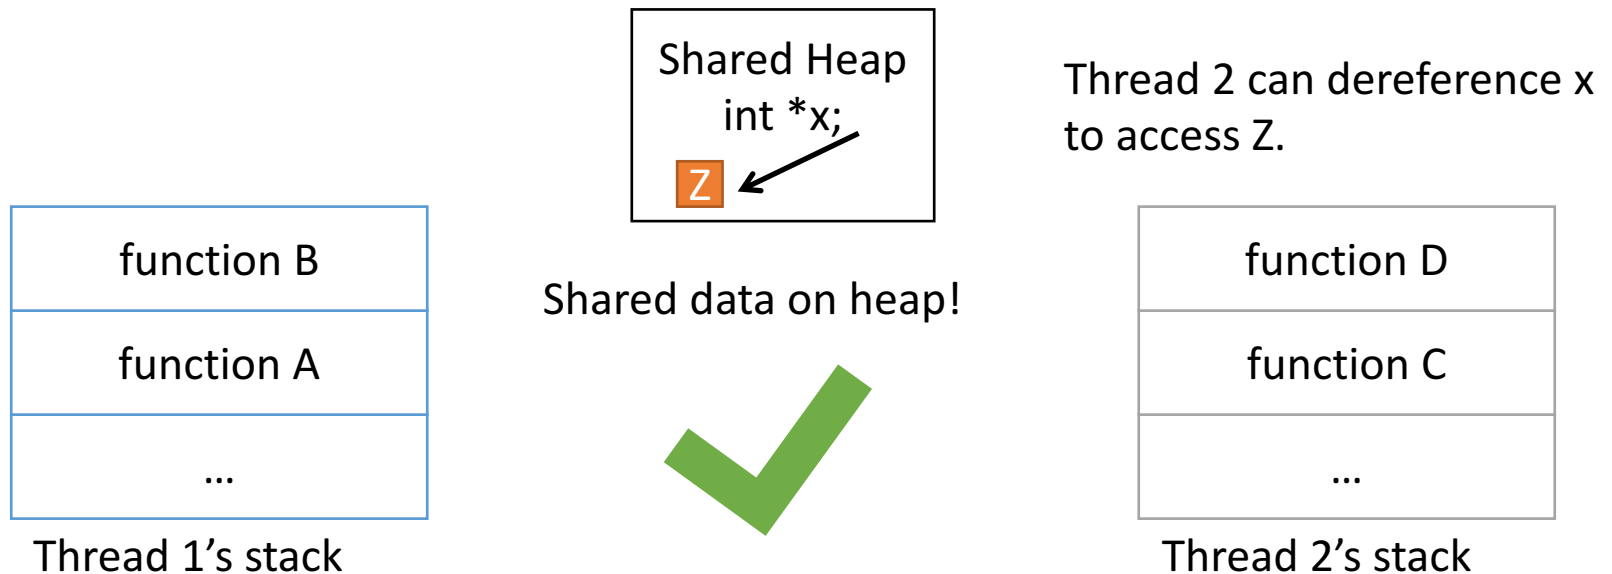 Shared Heap
int *x;
Z
Thread 2 can dereference x
to access Z.
function B
function A
…
Thread 1’s stack
Shared data on heap!
function D
function C
…
Thread 2’s stack